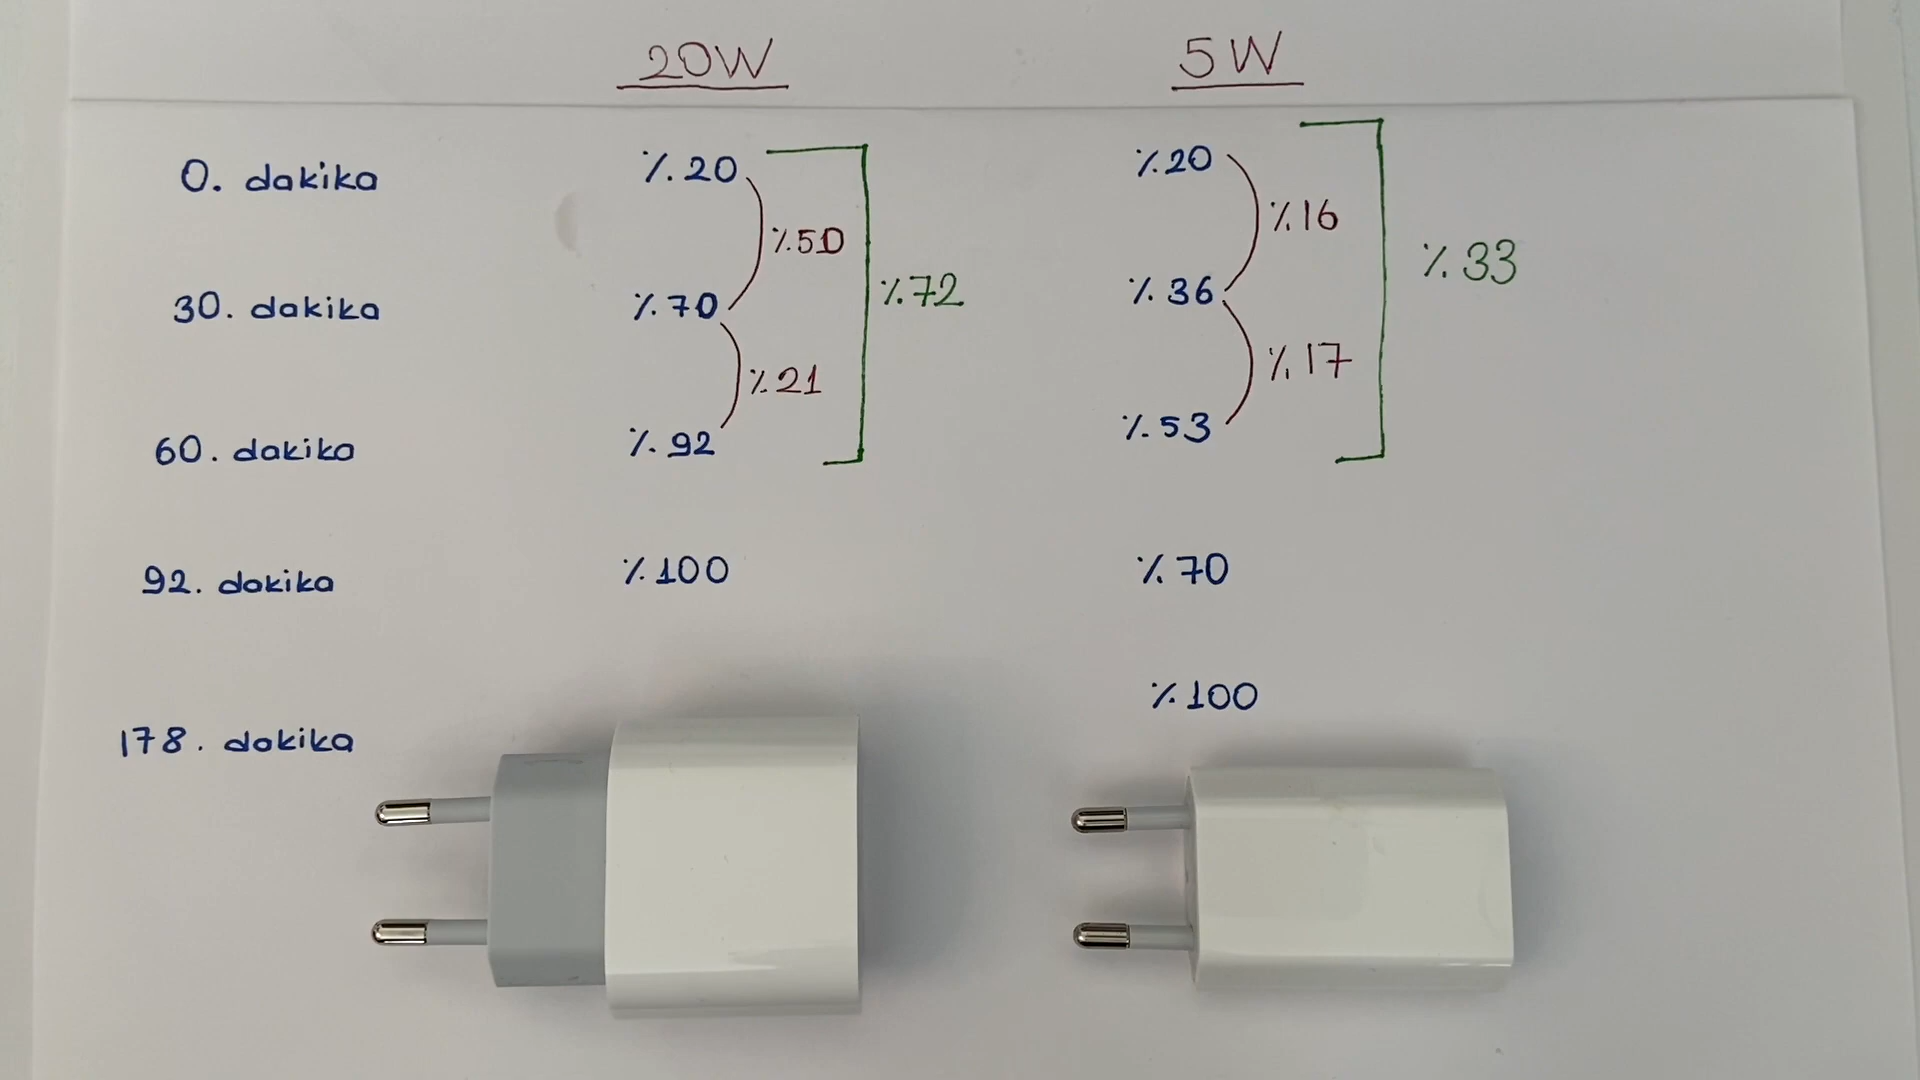 20W 5W
0. dakika %20 %20
%50 %16
30. dakika %70 %72 %36 %33
%21 %17
60. dakika %92 %53
92. dakika %100 %70
178. dakika %100